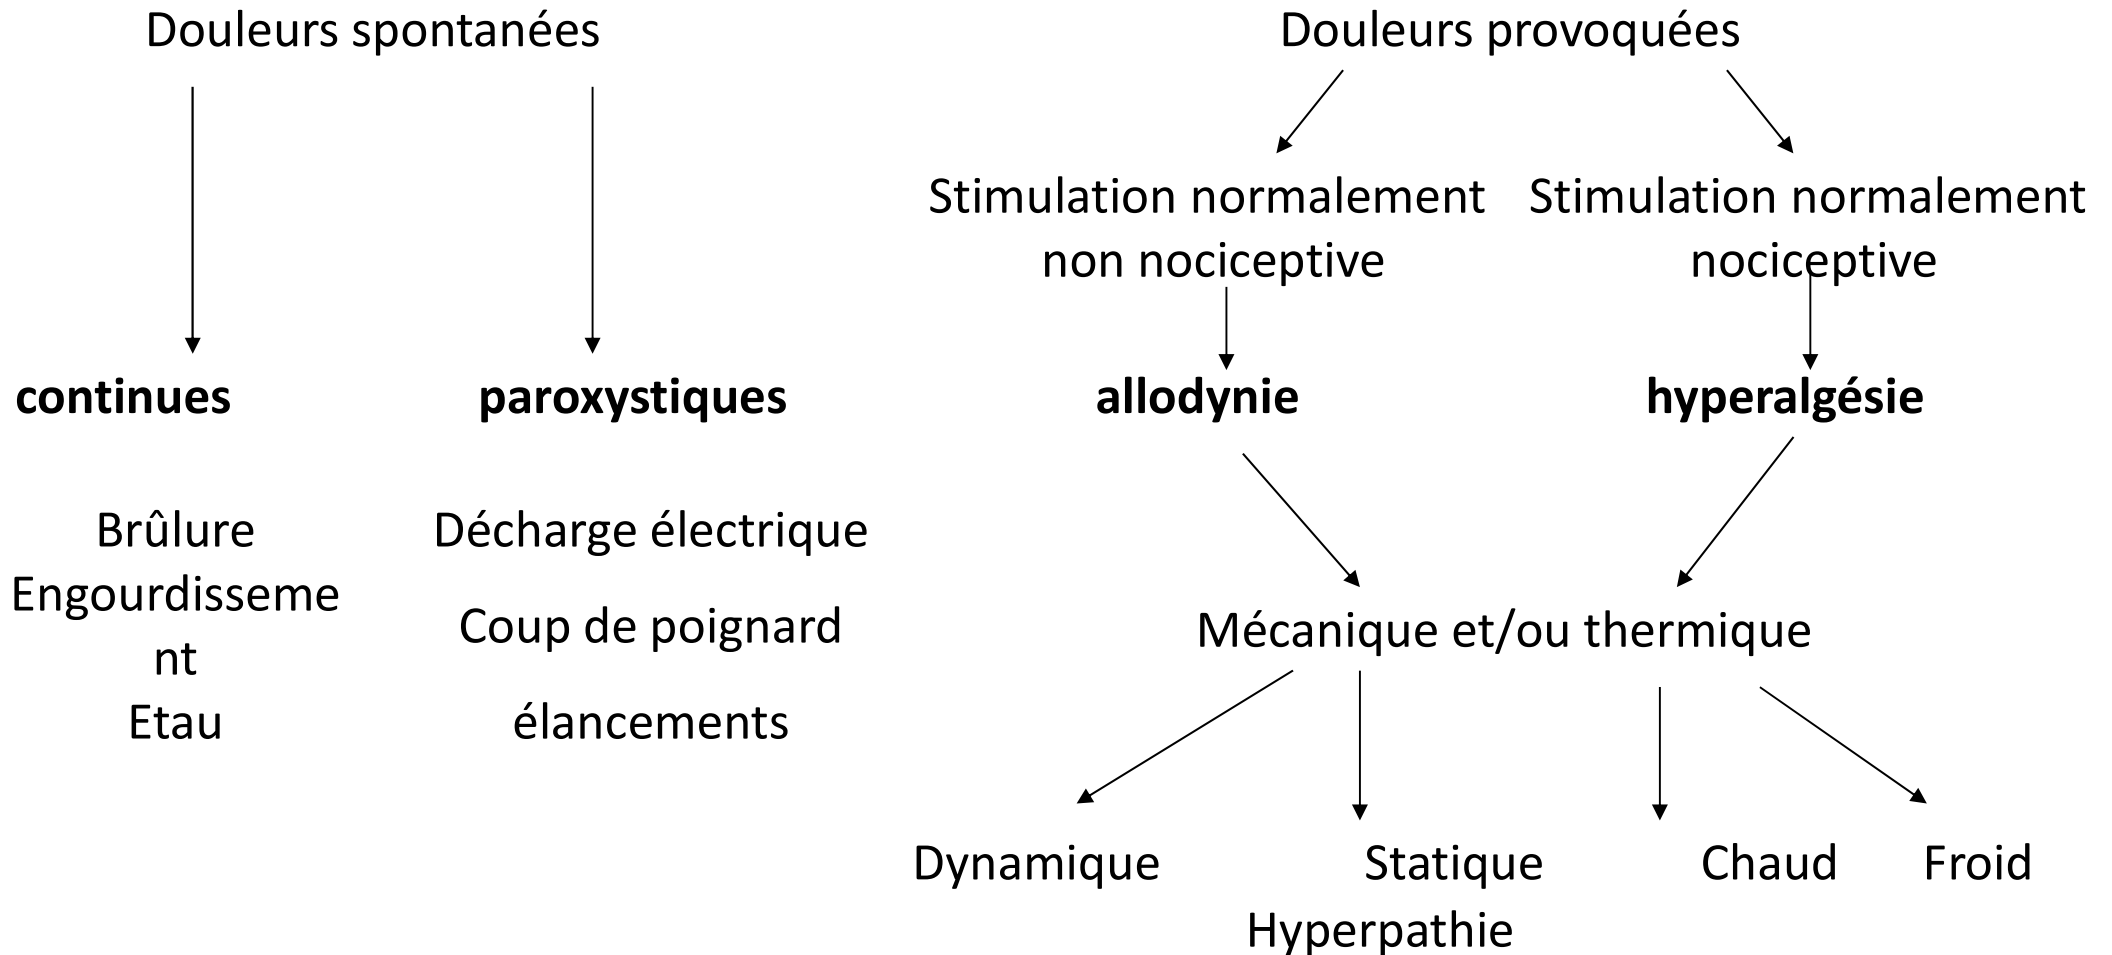 Douleurs spontanées
Douleurs provoquées
Stimulation normalement
non nociceptive
Stimulation normalement
nociceptive
continues
paroxystiques
allodynie
hyperalgésie
Brûlure
Engourdisseme
nt
Etau
Décharge électrique
Coup de poignard
élancements
Mécanique et/ou thermique
Dynamique
Statique
Chaud
Froid
Hyperpathie